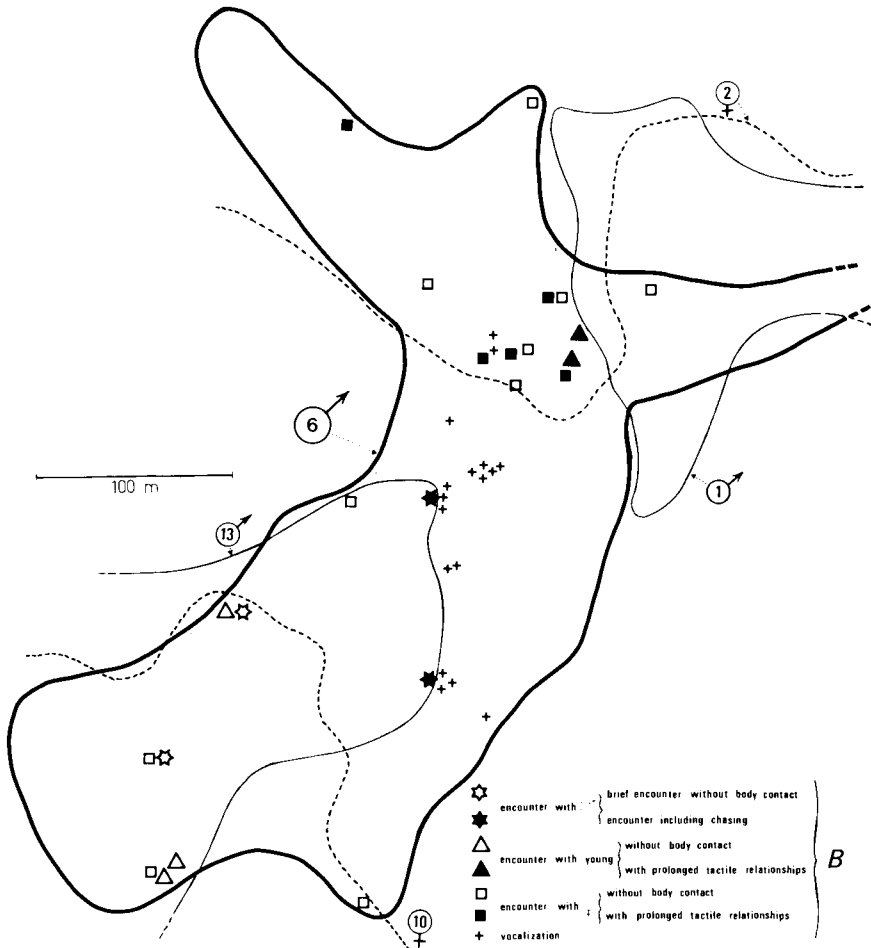 2
6
100 m
1
13
10
brief encounter without body contact
encounter with
encounter including chasing
without body contact
encounter with young
with prolonged tactile relationships
B
without body contact
encounter with
with prolonged tactile relationships
vocalization